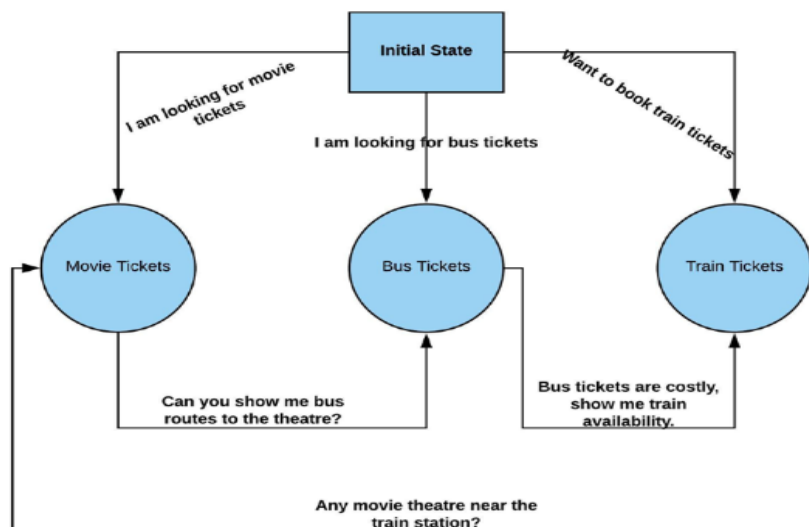 Initial State
I am looking for movie
tickets
I am looking for bus tickets
Want to book train tickets
Movie Tickets
Bus Tickets
Train Tickets
Can you show me bus
routes to the theatre?
Bus tickets are costly,
show me train
availability.
Any movie theatre near the
train station?